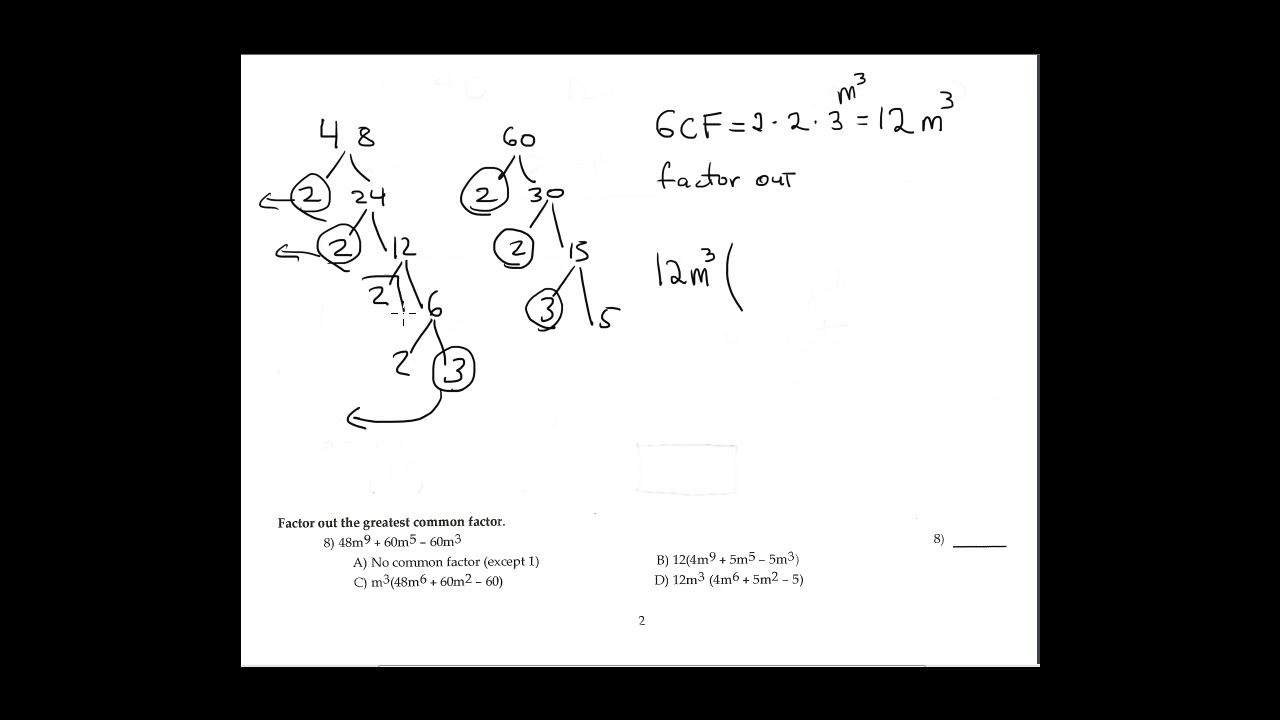 48
60
GCF = 2 · 2 · 3 m³ = 12 m³
factor out
2 24
2 30
2 12
2 15
12m³ (
2 6
3 5
2 3
Factor out the greatest common factor.
8) 48m⁹ + 60m⁵ – 60m³
8) ______
A) No common factor (except 1)
B) 12(4m⁹ + 5m⁵ – 5m³)
C) m³(48m⁶ + 60m² – 60)
D) 12m³ (4m⁶ + 5m² – 5)
2